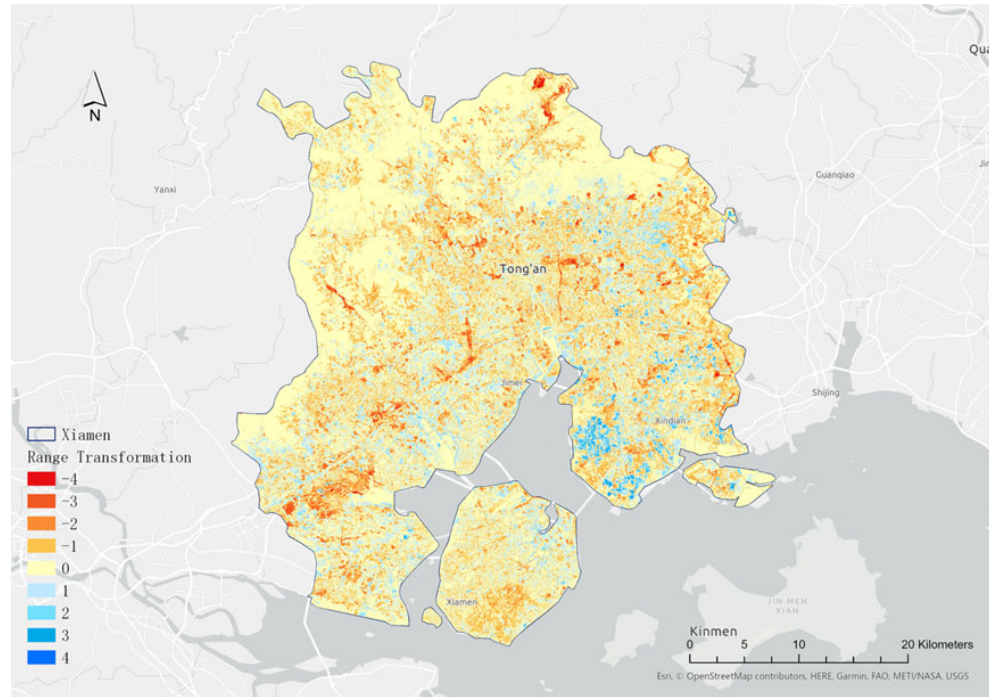 Qua
N
Yanxi
Guanqiao
Jin
Tong'an
Jimei
Shijing
Xindian
Xiamen
Range Transformation
-4
-3
-2
-1
0
1
2
3
4
Xiamen
JIN MEN
XIAN
Kinmen
0 5 10 20 Kilometers
Esri, © OpenStreetMap contributors, HERE, Garmin, FAO, METI/NASA, USGS